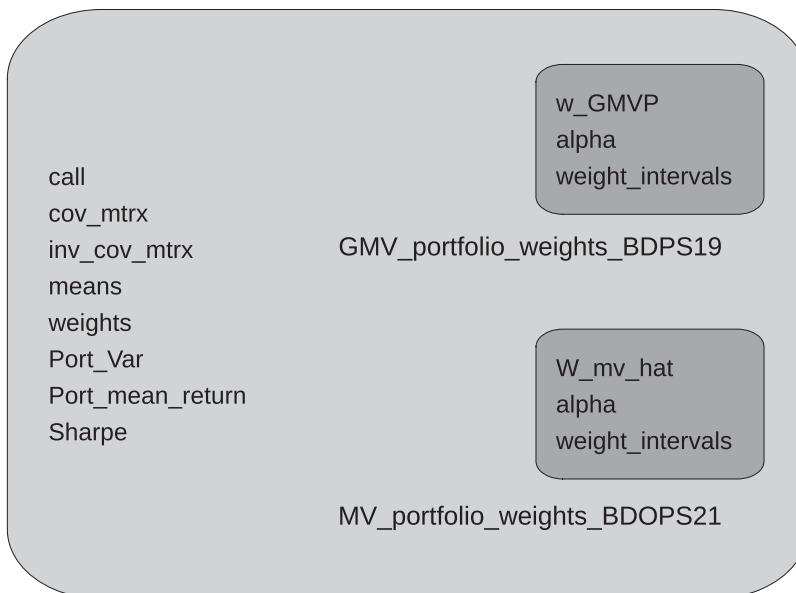 call
cov_mtrx
inv_cov_mtrx
means
weights
Port_Var
Port_mean_return
Sharpe
w_GMVP
alpha
weight_intervals
GMV_portfolio_weights_BDPS19
W_mv_hat
alpha
weight_intervals
MV_portfolio_weights_BDOPS21